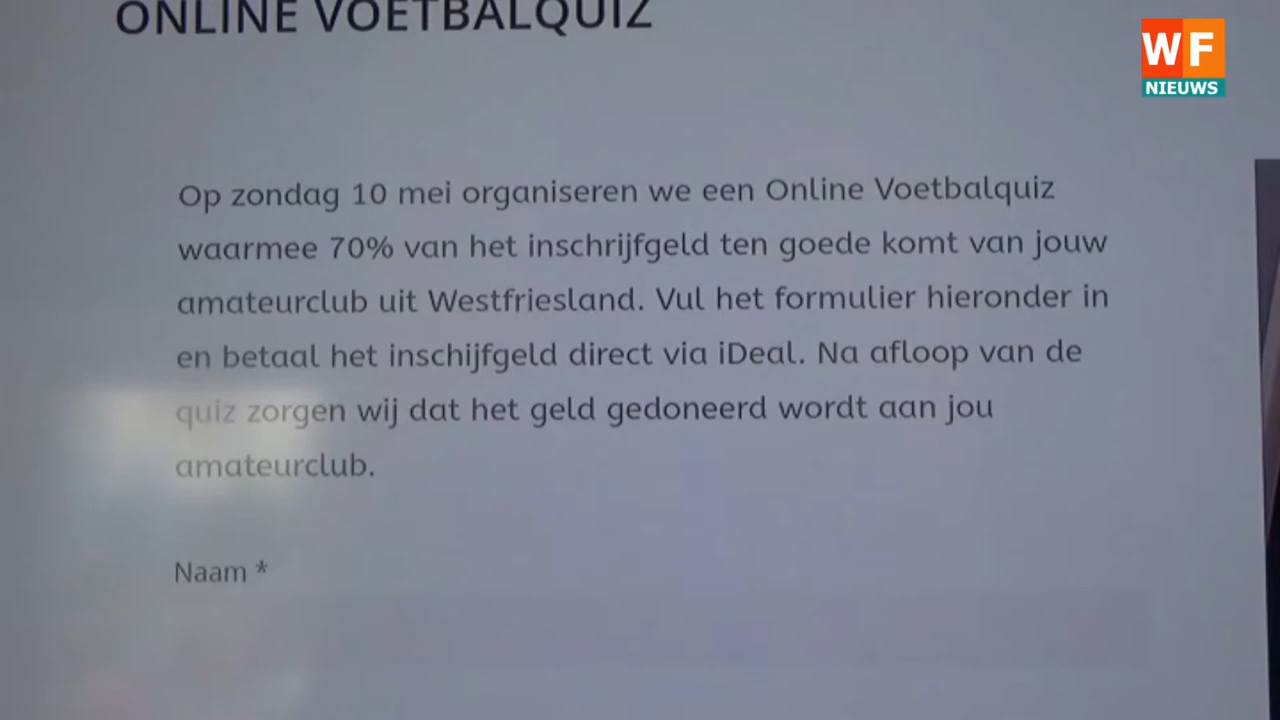 ONLINE VOETBALQUIZ
WF
NIEUWS
Op zondag 10 mei organiseren we een Online Voetbalquiz
waarmee 70% van het inschrijfgeld ten goede komt van jouw
amateurclub uit Westfriesland. Vul het formulier hieronder in
en betaal het inschijfgeld direct via iDeal. Na afloop van de
quiz zorgen wij dat het geld gedoneerd wordt aan jou
amateurclub.
Naam *